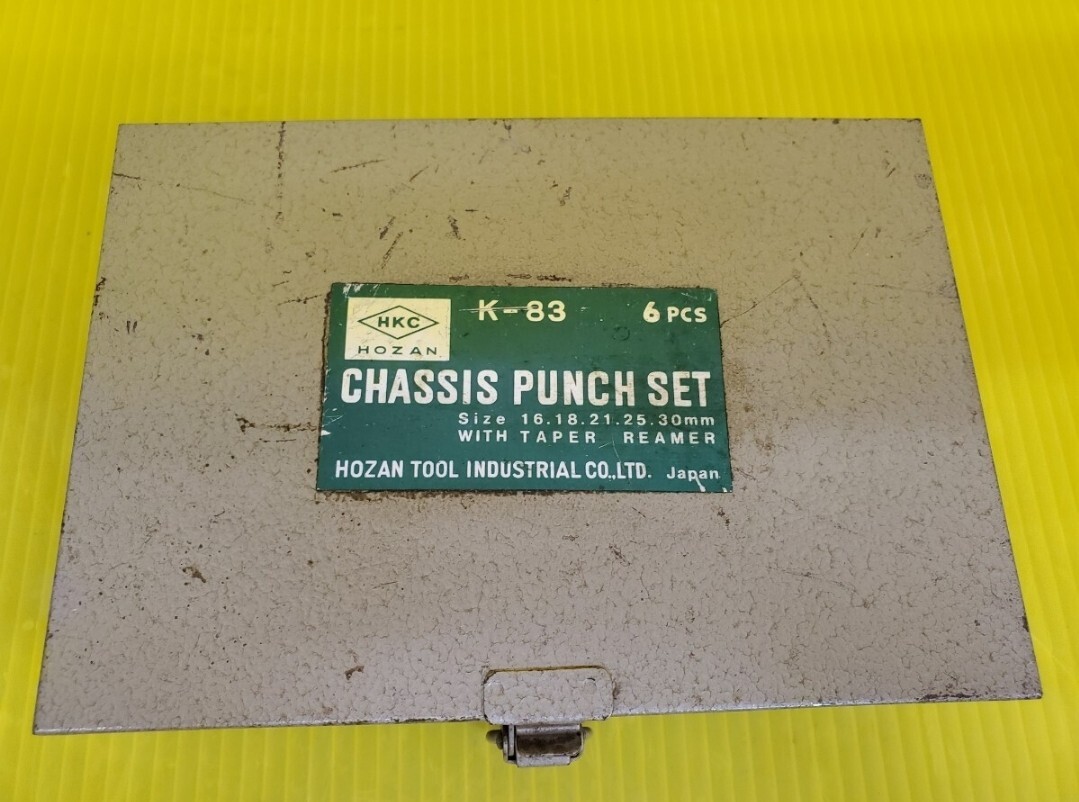 HKC
HOZAN
K-83 6 PCS
CHASSIS PUNCH SET
Size 16.18.21.25.30mm
WITH TAPER REAMER
HOZAN TOOL INDUSTRIAL CO.,LTD. Japan